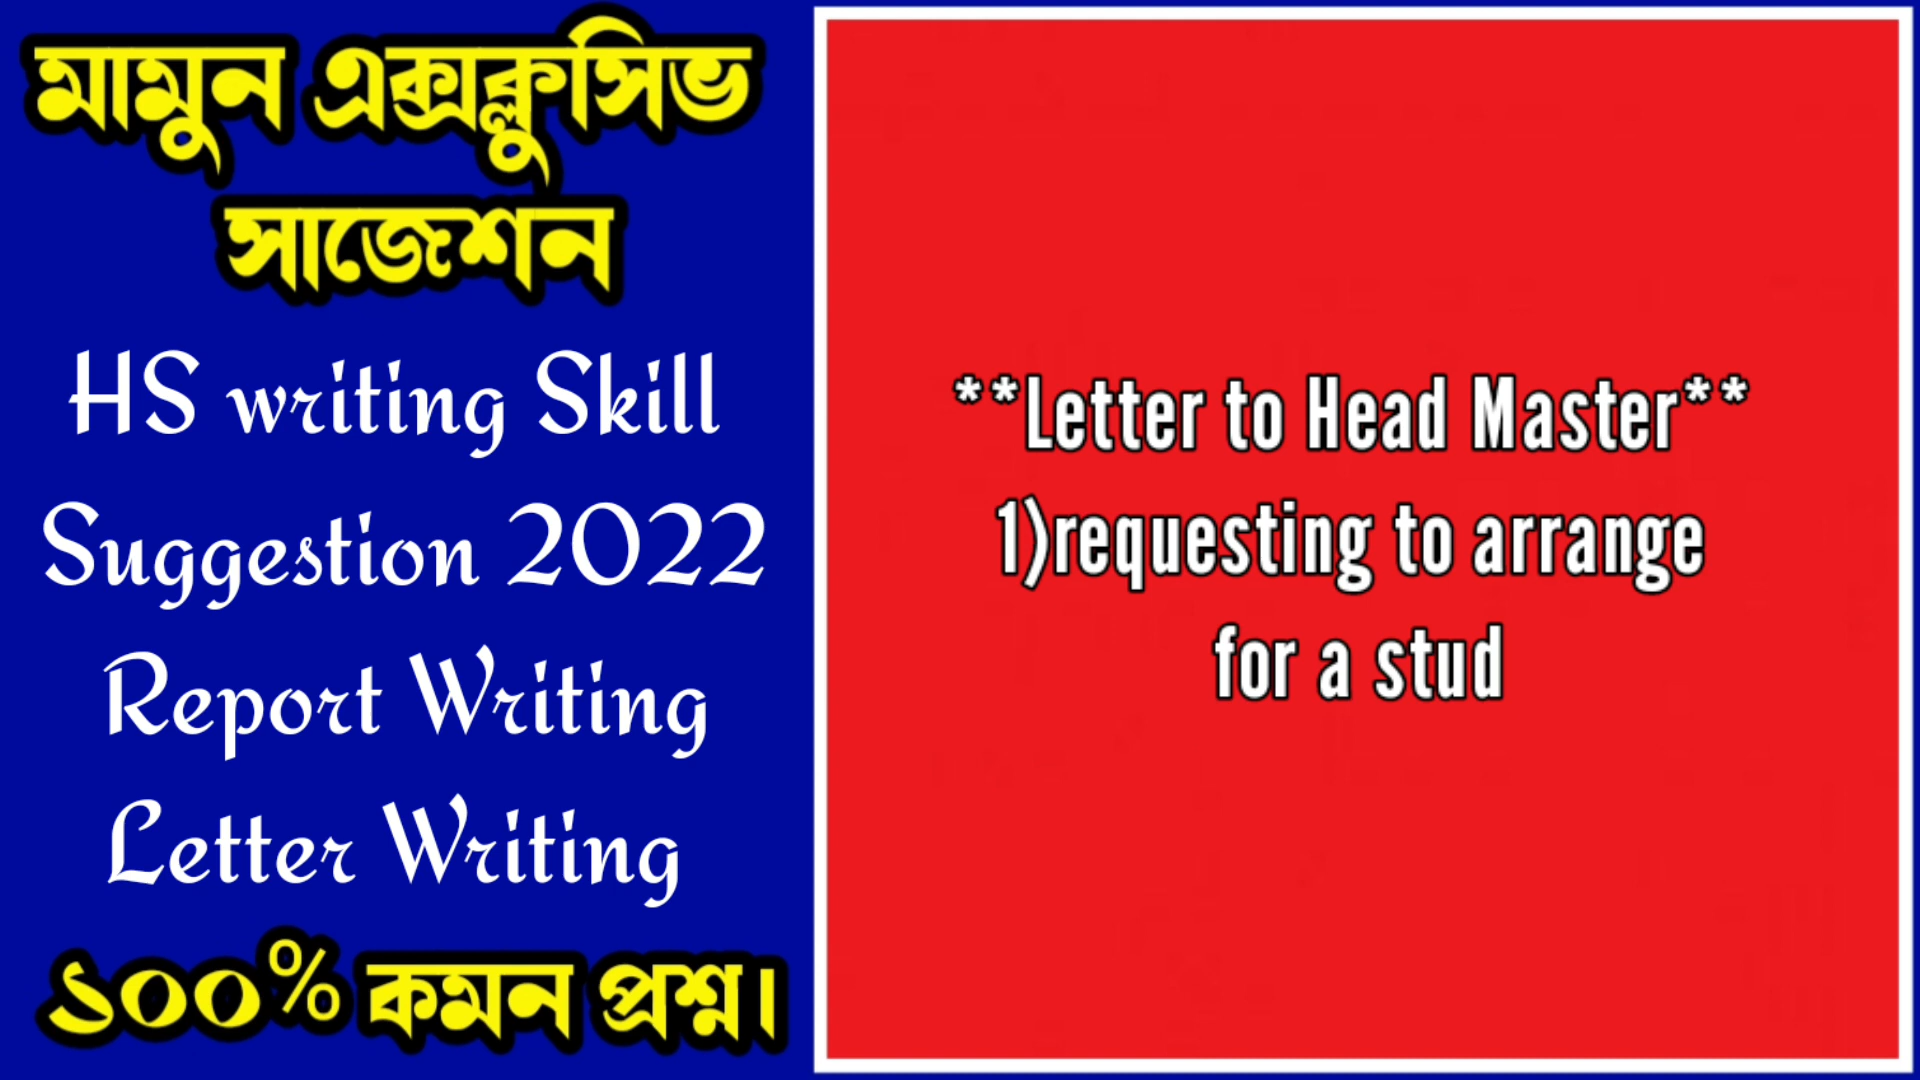 মামুন এক্সক্লুসিভ
সাজেশন
HS writing Skill
Suggestion 2022
Report Writing
Letter Writing
১০০% কমন প্রশ্ন।
**Letter to Head Master**
1)requesting to arrange
for a stud